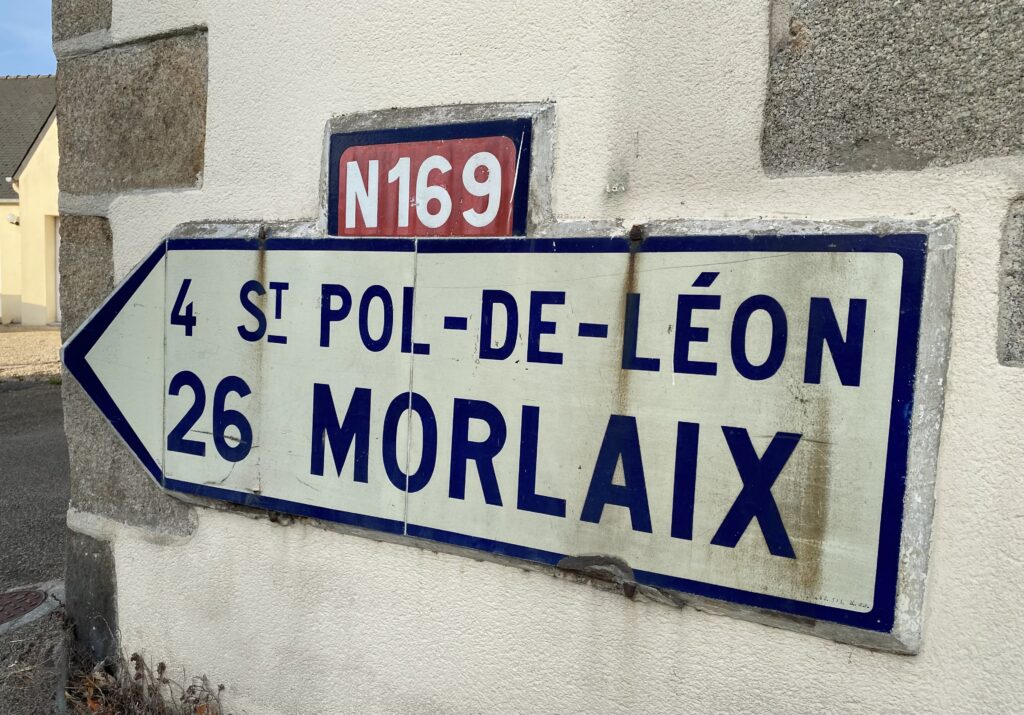 N169
4 ST POL-DE-LÉON
26 MORLAIX